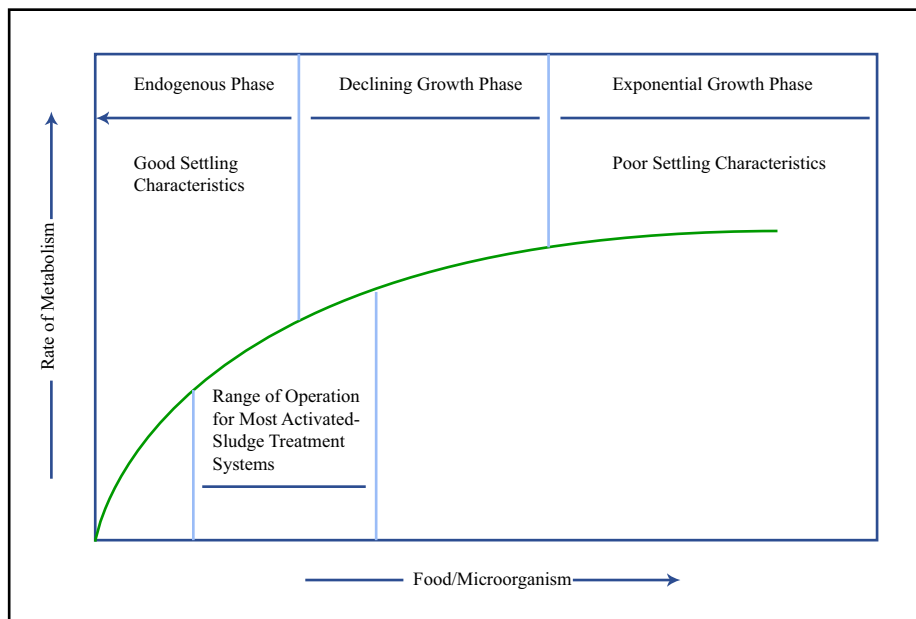 Endogenous Phase
Declining Growth Phase
Exponential Growth Phase
Good Settling
Characteristics
Poor Settling Characteristics
Rate of Metabolism
Range of Operation
for Most Activated-
Sludge Treatment
Systems
Food/Microorganism